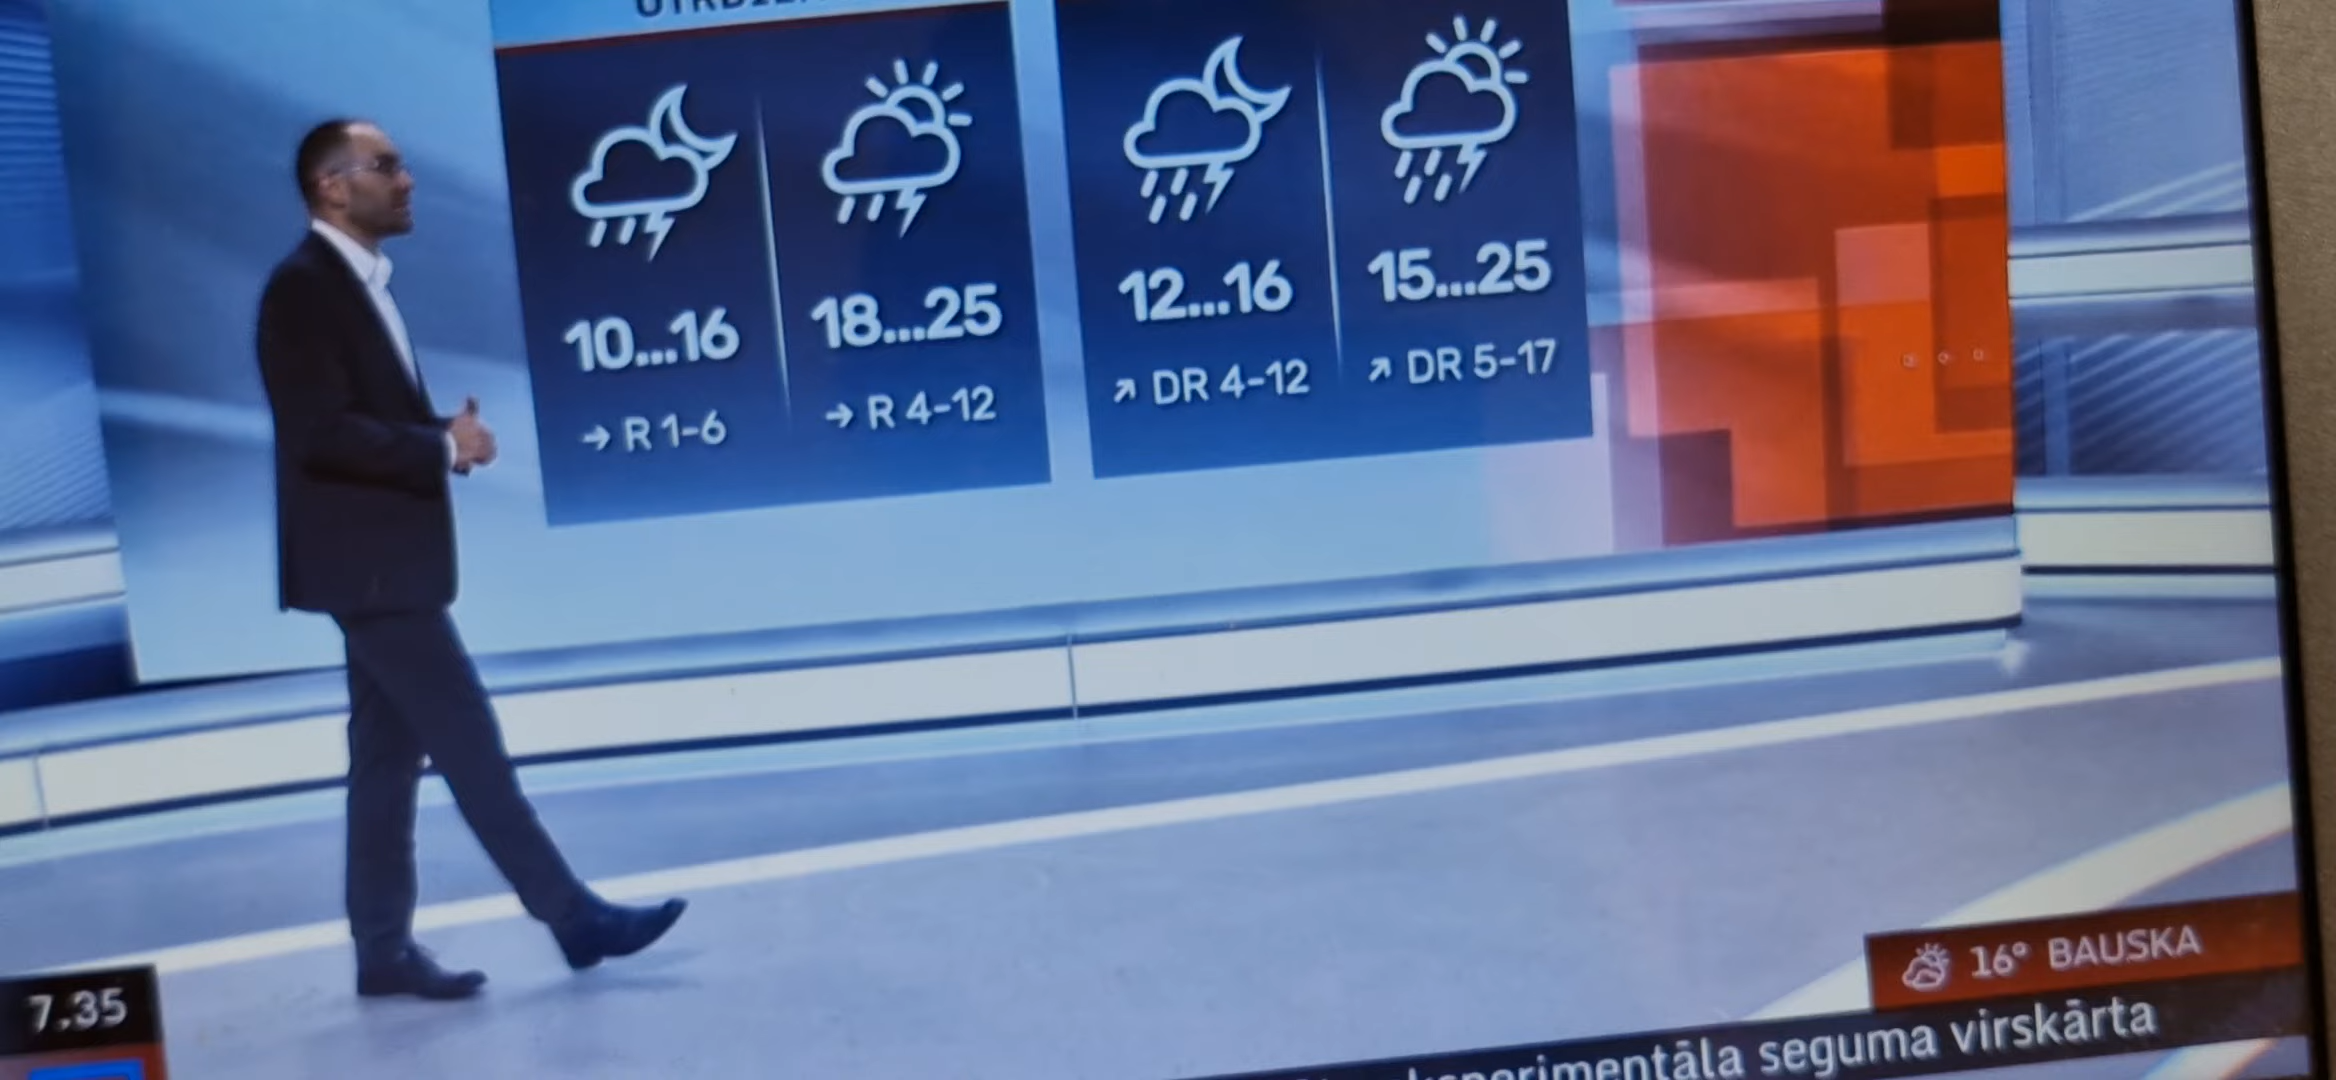 10...16
18...25
→ R 1-6
→ R 4-12
12...16
15...25
↗ DR 4-12
↗ DR 5-17
16° BAUSKA
7.35
seguma virskārta